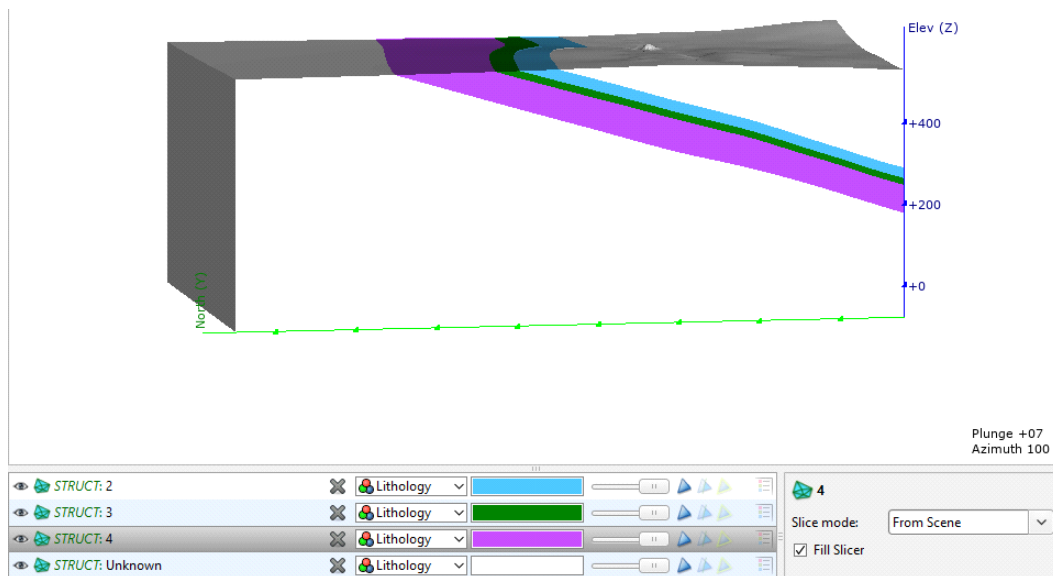 Elev (Z)
+400
+200
+0
North (Y)
Plunge +07
Azimuth 100
STRUCT: 2 Lithology
STRUCT: 3 Lithology
STRUCT: 4 Lithology
STRUCT: Unknown Lithology
4
Slice mode: From Scene
Fill Slicer